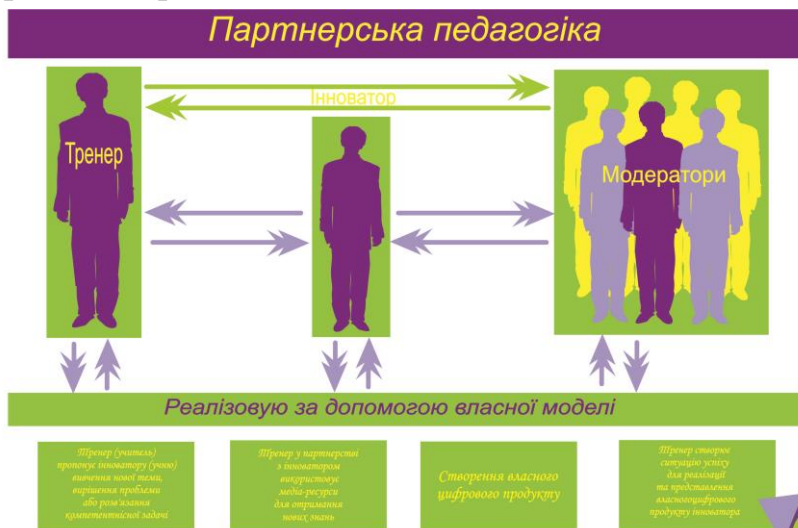 Партнерська педагогіка
Інноватор
Тренер
Модератори
Реалізовую за допомогою власної моделі
Тренер (учитель)
пропонує інноватору (учню)
вивчення нової теми,
вирішення проблеми
або розв'язання
компетентнісної задачі
Тренер у партнерстві
з інноватором
використовує
медіа-ресурси
для отримання
нових знань
Створення власного
цифрового продукту
Тренер створює
ситуацію успіху
для реалізації
та представлення
власногоцифрового
продукту інноватора